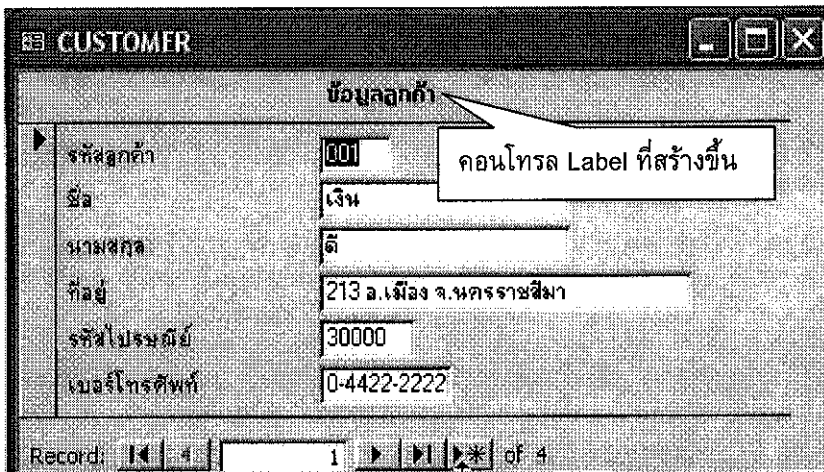 CUSTOMER
ข้อมูลลูกค้า
คอนโทรล Label ที่สร้างขึ้น
รหัสลูกค้า 001
ชื่อ เงิน
นามสกุล ดี
ที่อยู่ 213 อ.เมือง จ.นครราชสีมา
รหัสไปรษณีย์ 30000
เบอร์โทรศัพท์ 0-4422-2222
Record: 1 of 4